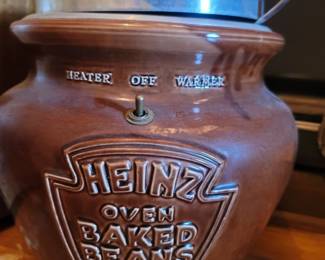 HEATER OFF WARMER
HEINZ
OVEN
BAKED
BEANS